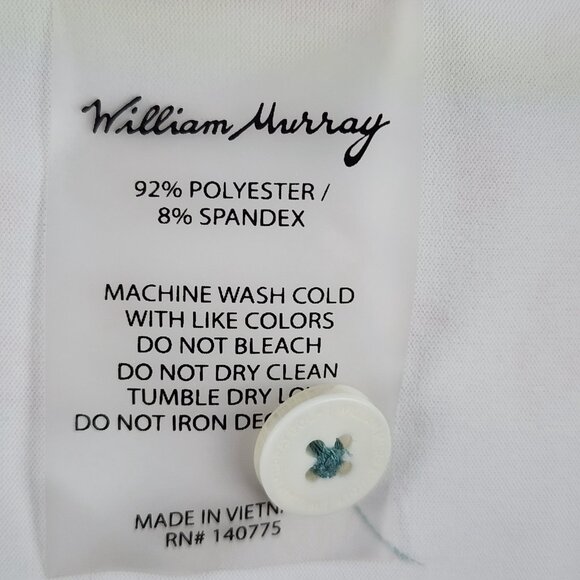 William Murray
92% POLYESTER /
8% SPANDEX
MACHINE WASH COLD
WITH LIKE COLORS
DO NOT BLEACH
DO NOT DRY CLEAN
TUMBLE DRY
DO NOT IRON
MADE IN
RN# 140775